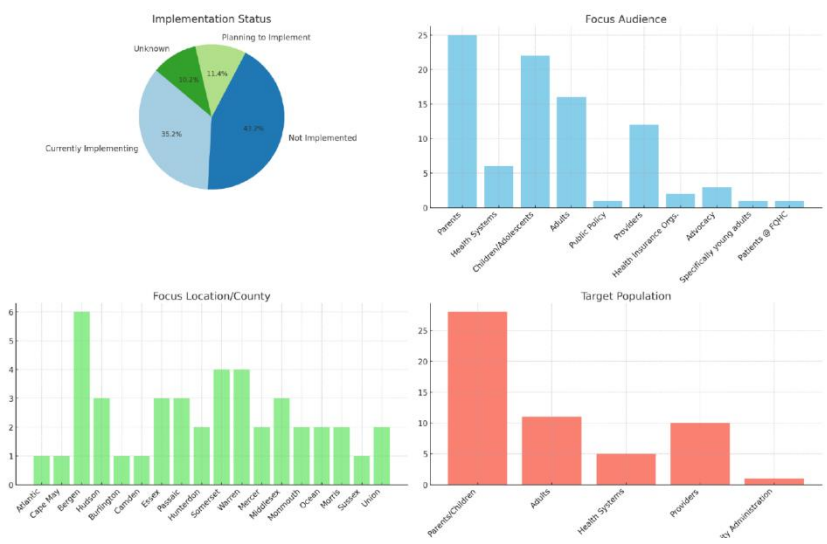 Implementation Status
Planning to Implement
Unknown
11.4%
10.2%
35.2%
Currently Implementing
Not Implemented
Focus Audience
25
20
15
10
5
0
Parents
Health Systems
Children/Adolescents
Adults
Public Policy
Providers
Health Insurance Orgs.
Advocacy
Specifically young adults
Patients @ FQHC
Focus Location/County
6
5
4
3
2
1
0
Atlantic
Cape May
Bergen
Hudson
Burlington
Camden
Essex
Passaic
Hunterdon
Somerset
Warren
Mercer
Middlesex
Monmouth
Ocean
Morris
Sussex
Union
Target Population
25
20
15
10
5
0
Parents/Children
Adults
Health Systems
Providers
ity Administration